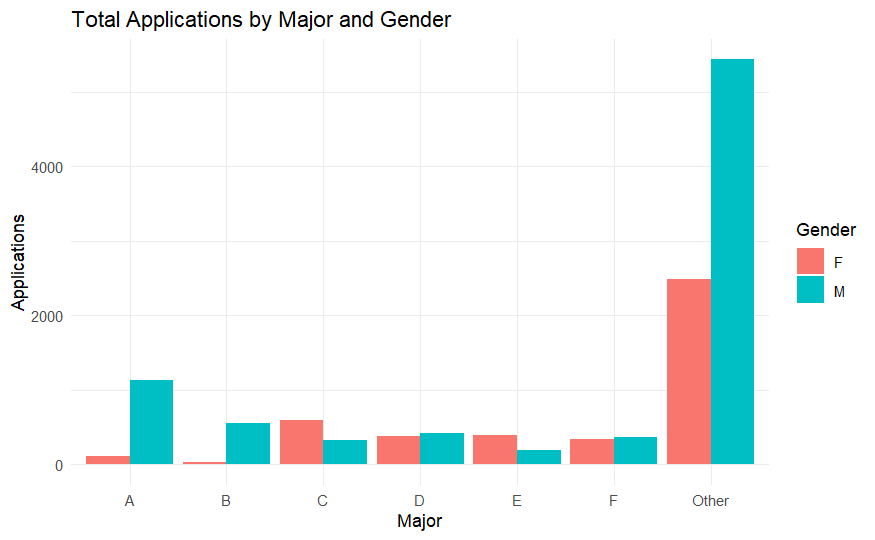 Total Applications by Major and Gender
Applications
4000
2000
0
A B C D E F Other
Major
Gender
F
M